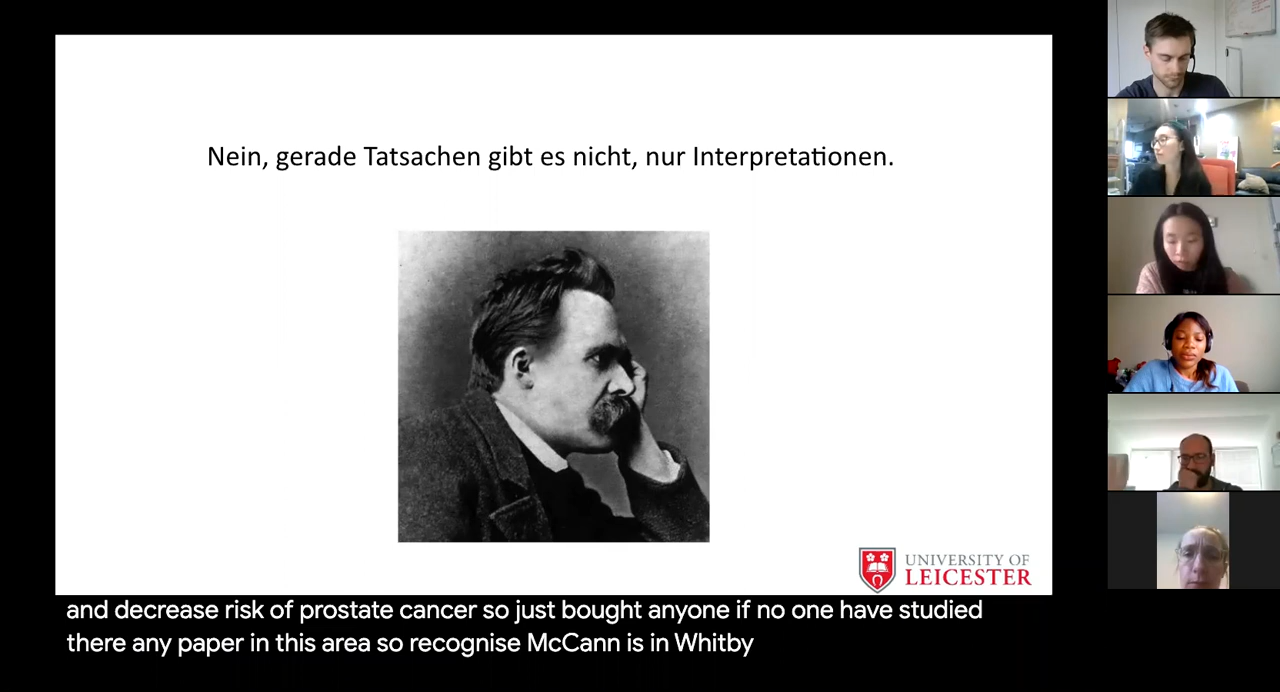 Nein, gerade Tatsachen gibt es nicht, nur Interpretationen.
UNIVERSITY OF
LEICESTER
and decrease risk of prostate cancer so just bought anyone if no one have studied
there any paper in this area so recognise McCann is in Whitby